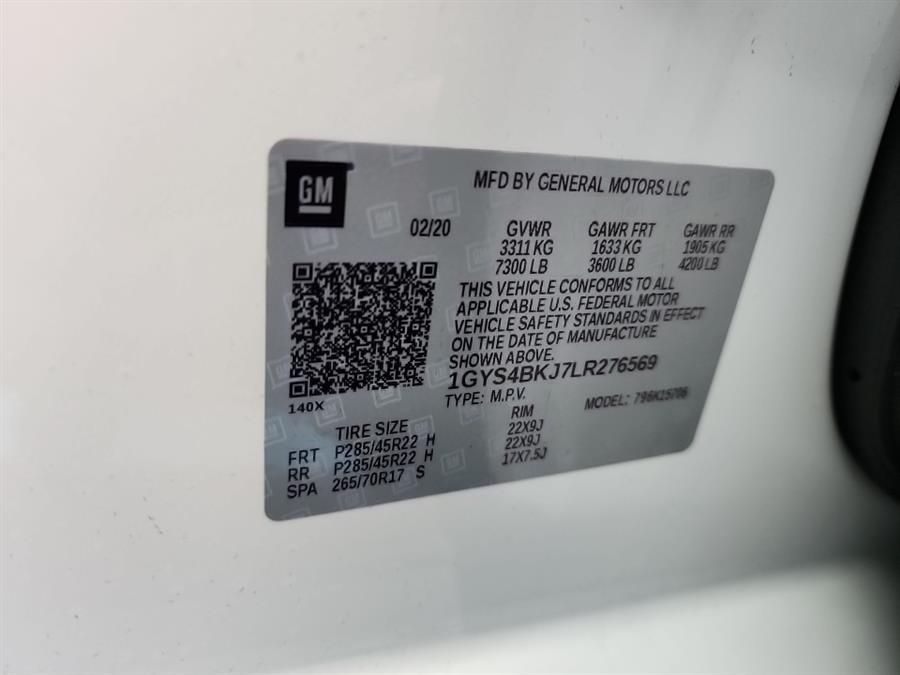 GM
MFD BY GENERAL MOTORS LLC
02/20 GVWR GAWR FRT GAWR RR
3311 KG 1633 KG 1905 KG
7300 LB 3600 LB 4200 LB
THIS VEHICLE CONFORMS TO ALL
APPLICABLE U.S. FEDERAL MOTOR
VEHICLE SAFETY STANDARDS IN EFFECT
ON THE DATE OF MANUFACTURE
SHOWN ABOVE.
1GYS4BKJ7LR276569
140X
TYPE: M.P.V. MODEL:
TIRE SIZE RIM
FRT P285/45R22 H 22X9J
RR P285/45R22 H 22X9J
SPA 265/70R17 S 17X7.5J